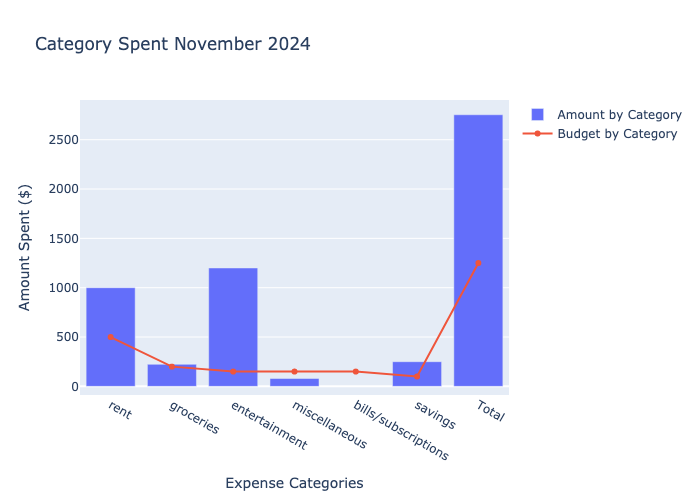 Category Spent November 2024
Amount by Category
Budget by Category
Amount Spent ($)
2500
2000
1500
1000
500
0
rent
groceries
entertainment
miscellaneous
bills/subscriptions
savings
Total
Expense Categories